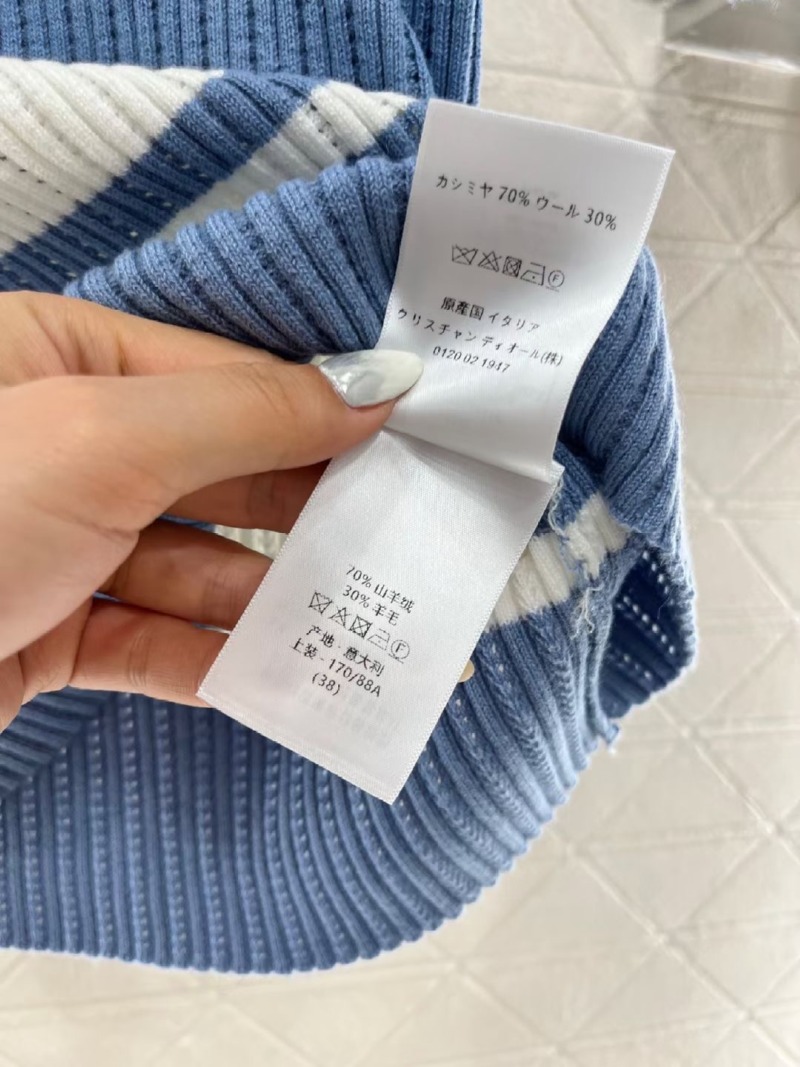 カシミヤ 70% ウール 30%
F
原産国 イタリア
クリスチャン ディオール(株)
0120 02 1947
70% 山羊绒
30% 羊毛
F
产地 - 意大利
上装 - 170/88A
(38)